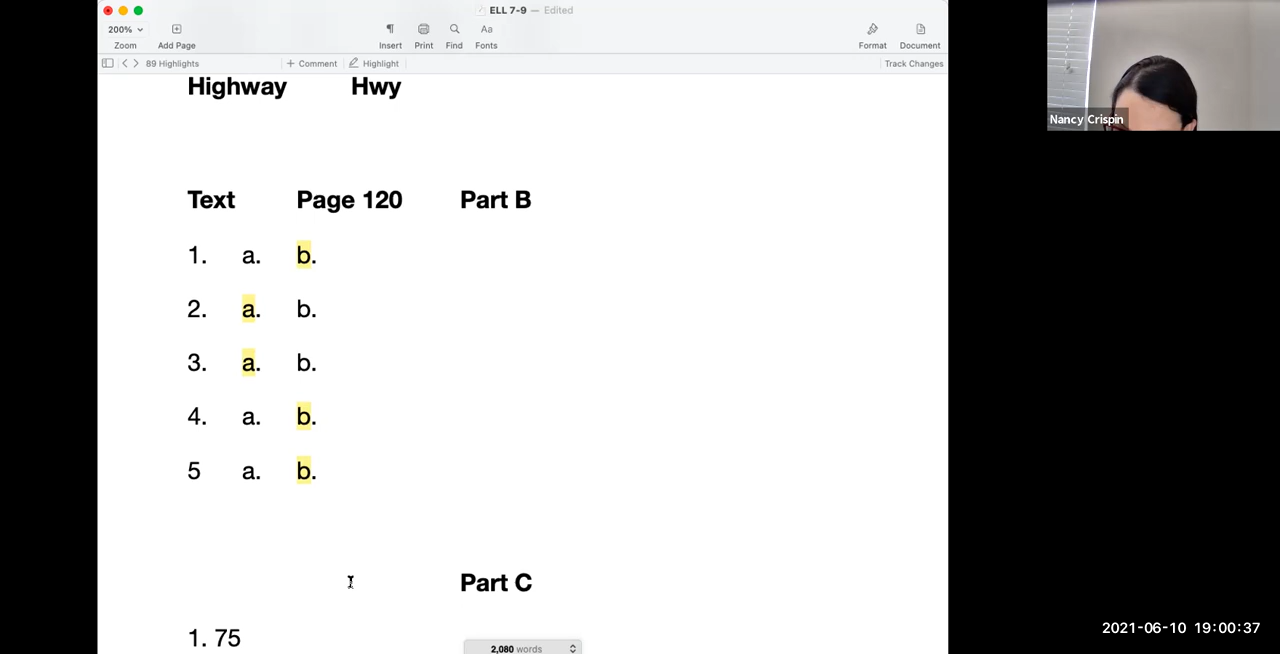 ELL 7-9 — Edited
200%
Zoom Add Page Insert Print Find Fonts Format Document
89 Highlights + Comment Highlight Track Changes
Highway Hwy
Nancy Crispin
Text Page 120 Part B
1. a. b.
2. a. b.
3. a. b.
4. a. b.
5 a. b.
Part C
1. 75
2,080 words
2021-06-10 19:00:37